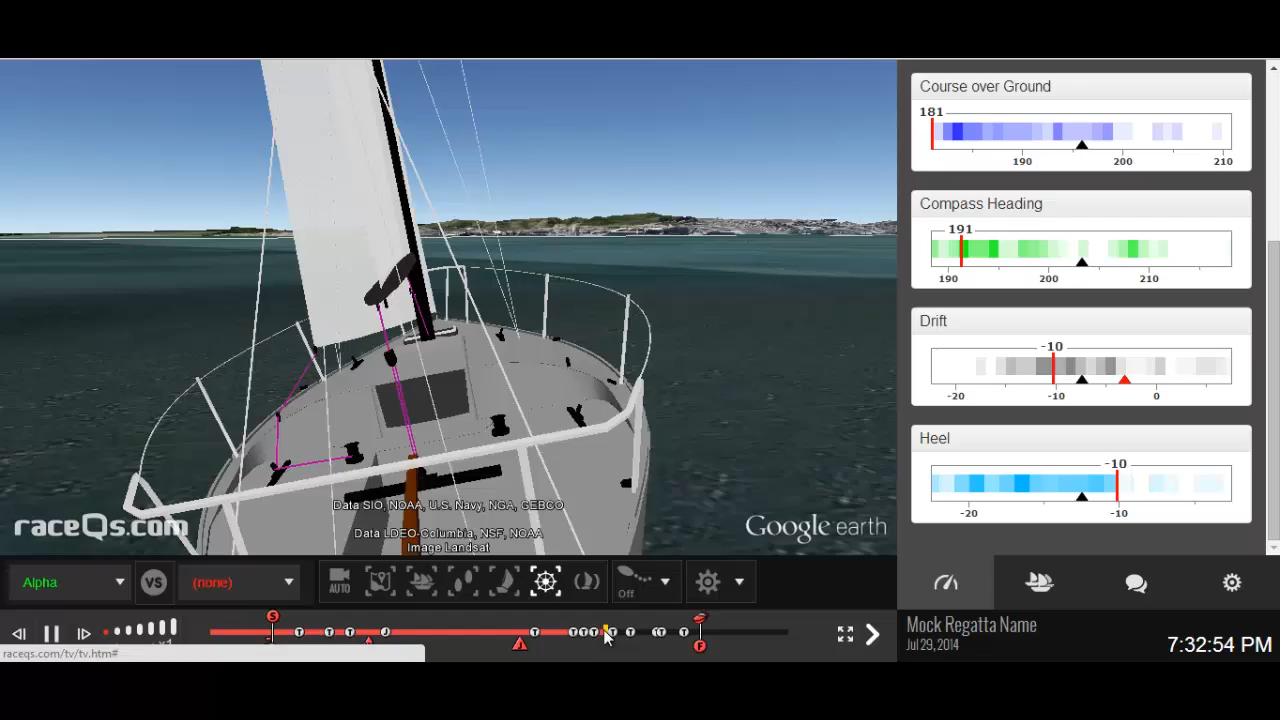 Course over Ground
181
190 200 210
Compass Heading
191
190 200 210
Drift
-10
-20 -10 0
Heel
-10
-20 -10
Data SIO, NOAA, U.S. Navy, NGA, GEBCO
raceQs.com
Google earth
Data LDEO-Columbia, NSF, NOAA
Image Landsat
Alpha
VS
(none)
AUTO
Off
S
T T T J T T T T T T T T
x1
J
F
Mock Regatta Name
Jul 29, 2014
7:32:54 PM
raceqs.com/tv/tv.htm#